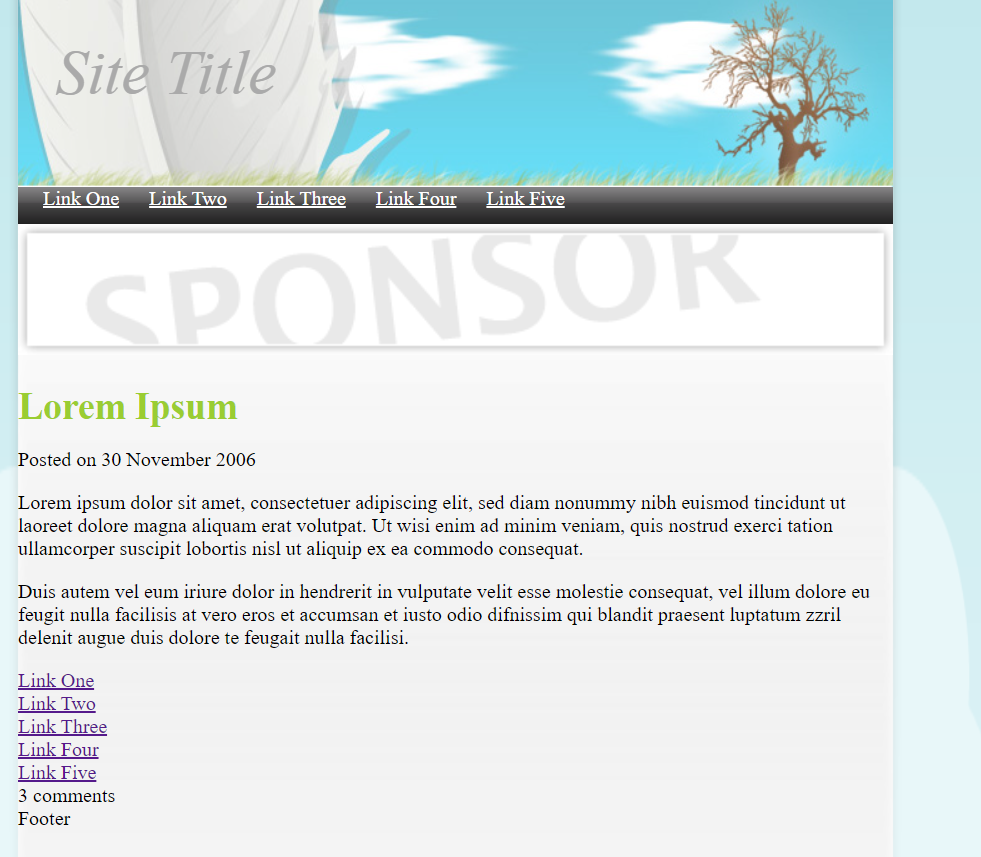 Site Title
Link One Link Two Link Three Link Four Link Five
SPONSOR
Lorem Ipsum
Posted on 30 November 2006
Lorem ipsum dolor sit amet, consectetuer adipiscing elit, sed diam nonummy nibh euismod tincidunt ut
laoreet dolore magna aliquam erat volutpat. Ut wisi enim ad minim veniam, quis nostrud exerci tation
ullamcorper suscipit lobortis nisl ut aliquip ex ea commodo consequat.
Duis autem vel eum iriure dolor in hendrerit in vulputate velit esse molestie consequat, vel illum dolore eu
feugit nulla facilisis at vero eros et accumsan et iusto odio difnissim qui blandit praesent luptatum zzril
delenit augue duis dolore te feugait nulla facilisi.
Link One
Link Two
Link Three
Link Four
Link Five
3 comments
Footer